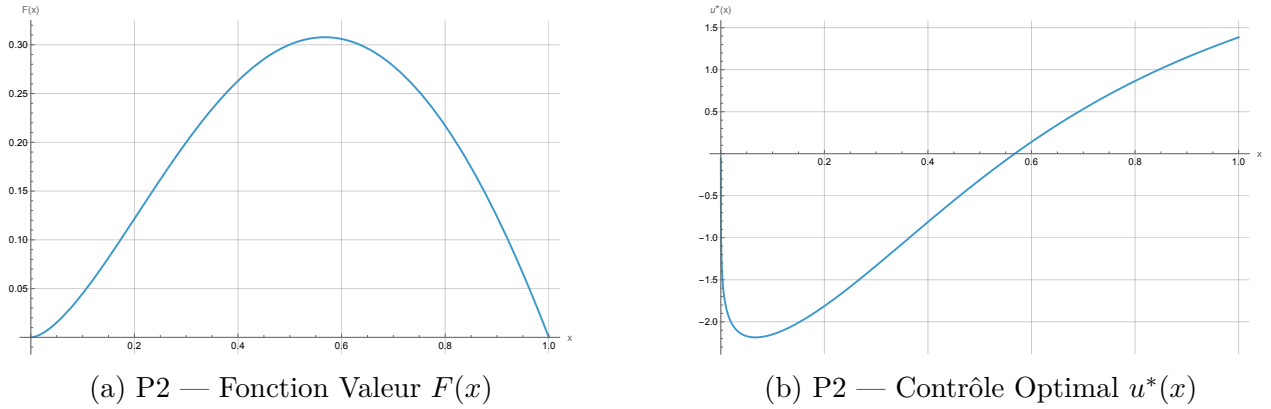 F(x)
0.30
0.25
0.20
0.15
0.10
0.05
0.2 0.4 0.6 0.8 1.0 x
(a) P2 — Fonction Valeur F(x)
u*(x)
1.5
1.0
0.5
0.2 0.4 0.6 0.8 1.0 x
-0.5
-1.0
-1.5
-2.0
(b) P2 — Contrôle Optimal u*(x)